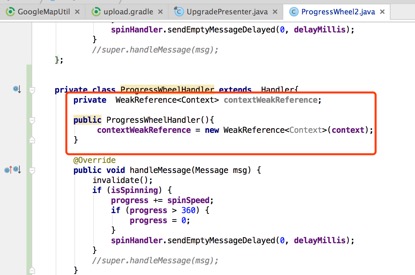 GoogleMapUtil
upload.gradle
UpgradePresenter.java
ProgressWheel2.java
spinHandler.sendEmptyMessageDelayed(0, delayMillis);
}
//super.handleMessage(msg);
}
};
private class ProgressWheelHandler extends Handler{
private WeakReference<Context> contextWeakReference;
public ProgressWheelHandler(){
contextWeakReference = new WeakReference<Context>(context);
}
@Override
public void handleMessage(Message msg) {
invalidate();
if (isSpinning) {
progress += spinSpeed;
if (progress > 360) {
progress = 0;
}
spinHandler.sendEmptyMessageDelayed(0, delayMillis);
}
//super.handleMessage(msg);
}